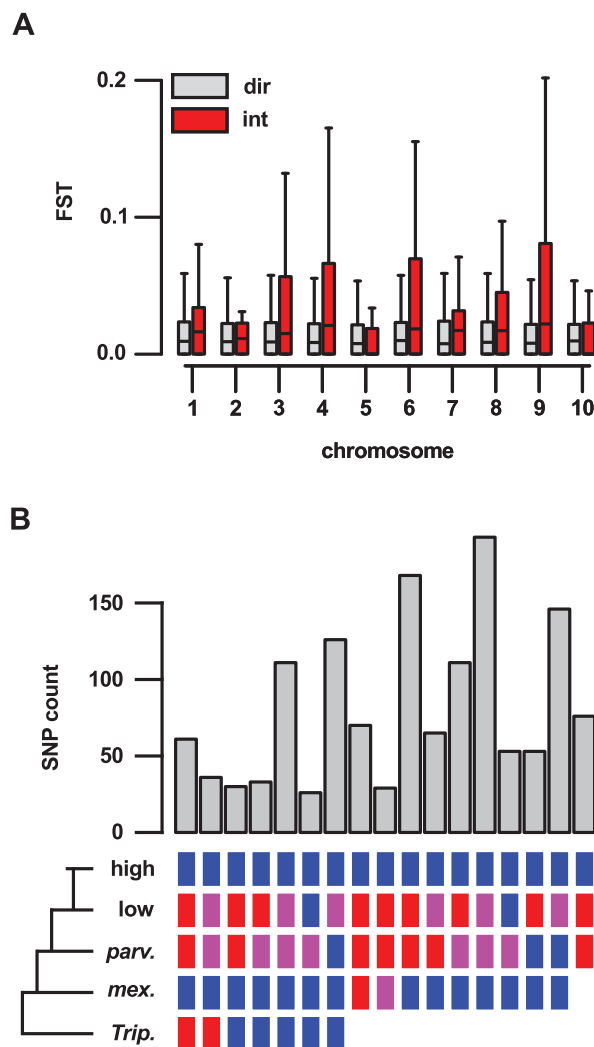 A
0.2
dir
int
FST
0.1
0.0
1 2 3 4 5 6 7 8 9 10
chromosome
B
150
SNP count
100
50
0
high
low
parv.
mex.
Trip.